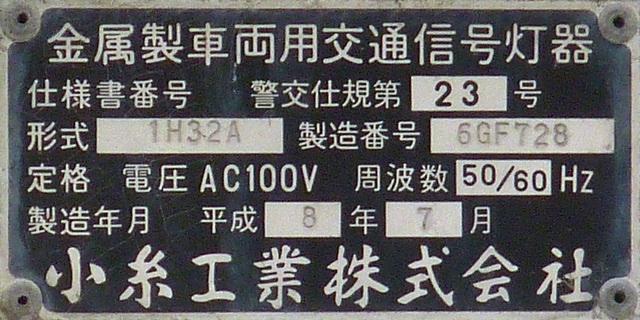 金属製車両用交通信号灯器
仕様書番号 警交仕規第 23 号
形式 1H32A 製造番号 6GF728
定格 電圧 AC100V 周波数 50/60 Hz
製造年月 平成 8 年 7 月
小糸工業株式会社